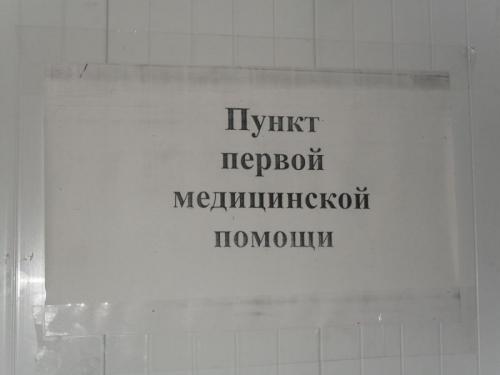 Пункт
первой
медицинской
помощи